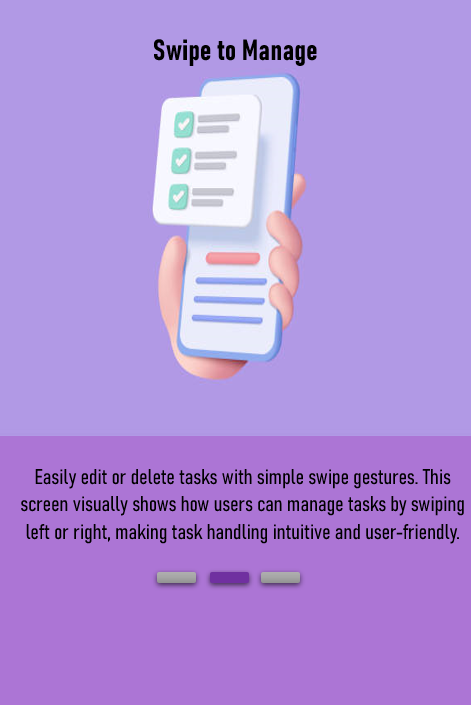 Swipe to Manage
Easily edit or delete tasks with simple swipe gestures. This
screen visually shows how users can manage tasks by swiping
left or right, making task handling intuitive and user-friendly.